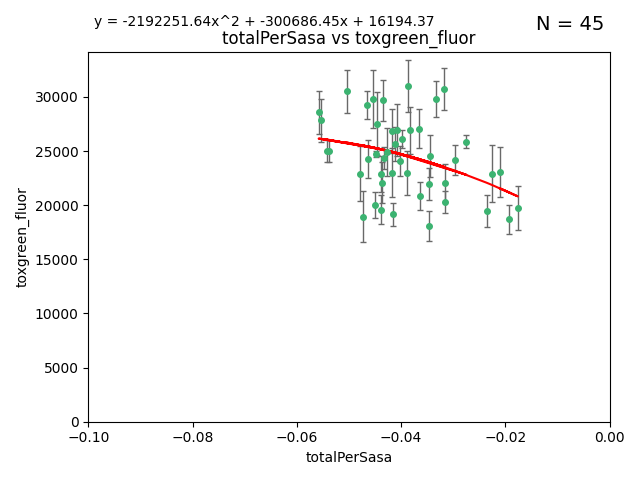 y = -2192251.64x^2 + -300686.45x + 16194.37
N = 45
totalPerSasa vs toxgreen_fluor
toxgreen_fluor
30000
25000
20000
15000
10000
5000
0
−0.10
−0.08
−0.06
−0.04
−0.02
0.00
totalPerSasa